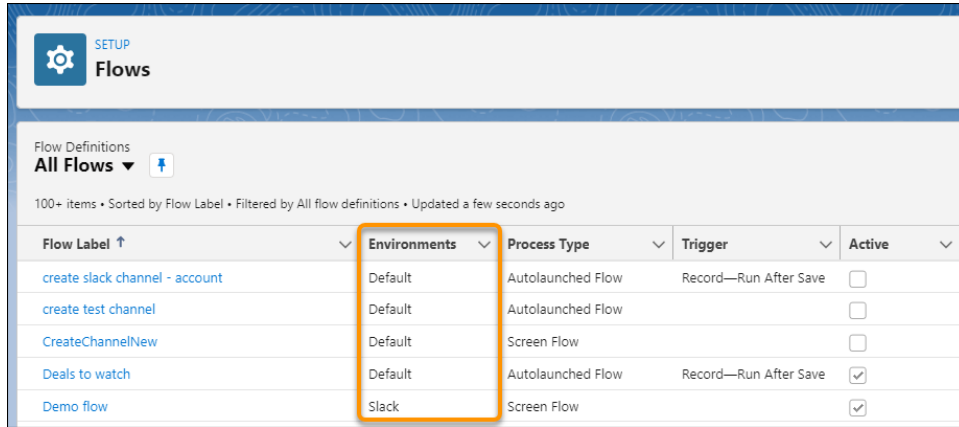 SETUP
Flows
Flow Definitions
All Flows
100+ items • Sorted by Flow Label • Filtered by All flow definitions • Updated a few seconds ago
Flow Label Environments Process Type Trigger Active
create slack channel - account Default Autolaunched Flow Record—Run After Save
create test channel Default Autolaunched Flow
CreateChannelNew Default Screen Flow
Deals to watch Default Autolaunched Flow Record—Run After Save
Demo flow Slack Screen Flow